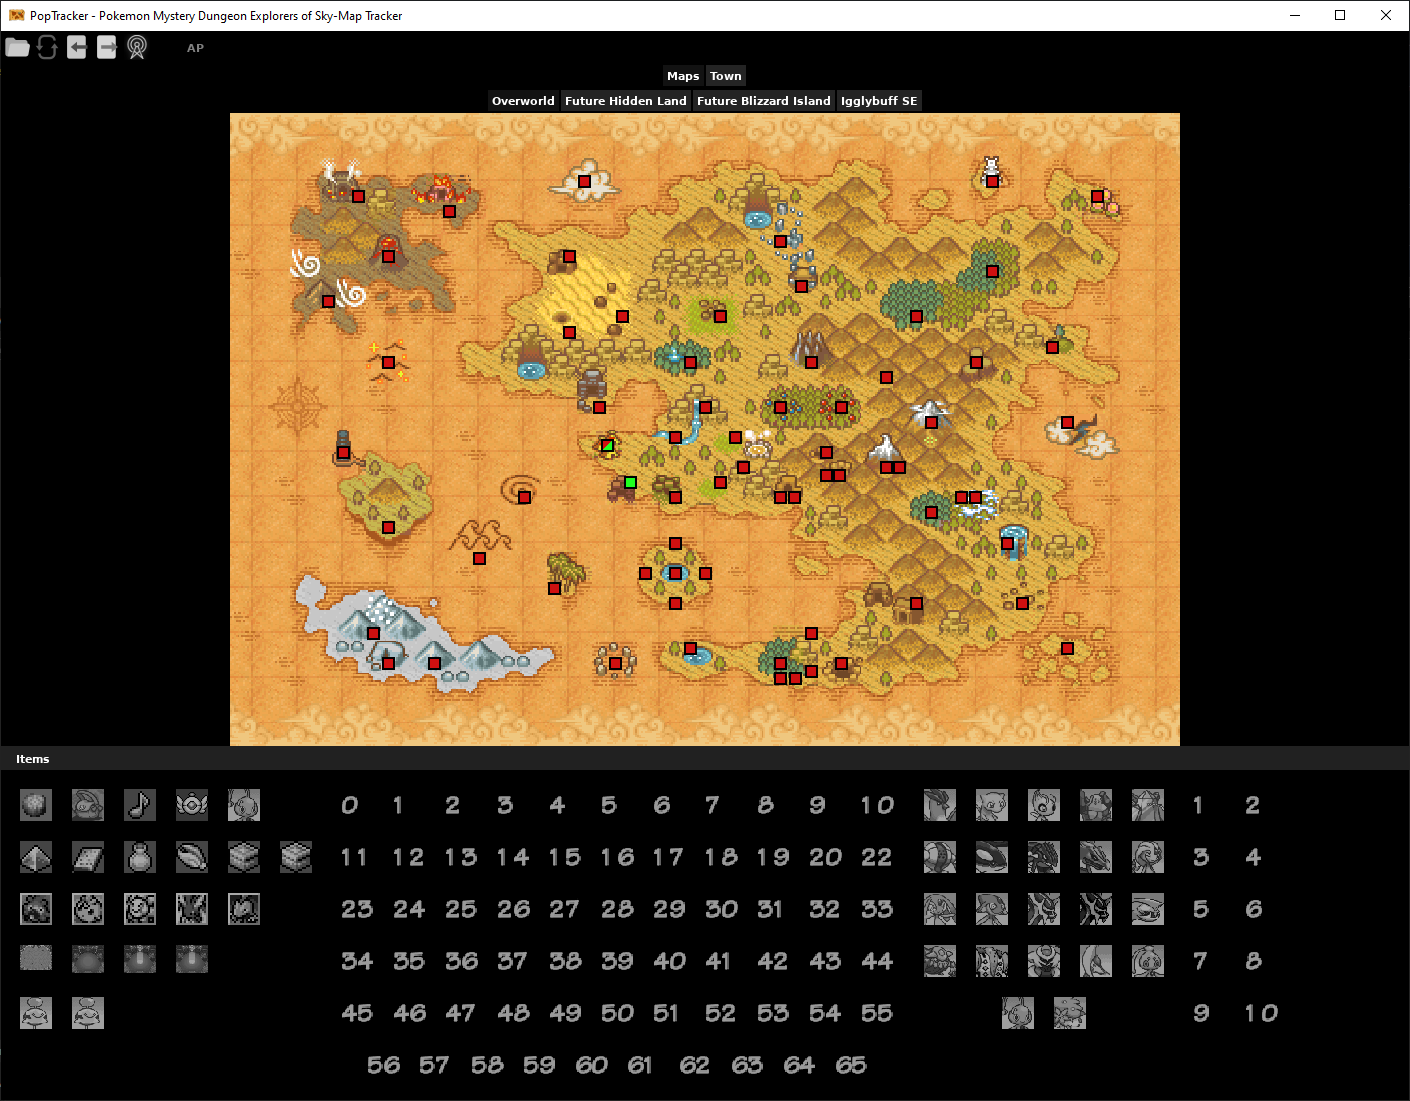 PopTracker - Pokemon Mystery Dungeon Explorers of Sky-Map Tracker
AP
Maps Town
Overworld Future Hidden Land Future Blizzard Island Igglybuff SE
Items
0 1 2 3 4 5 6 7 8 9 10 1 2
11 12 13 14 15 16 17 18 19 20 22 3 4
23 24 25 26 27 28 29 30 31 32 33 5 6
34 35 36 37 38 39 40 41 42 43 44 7 8
45 46 47 48 49 50 51 52 53 54 55 9 10
56 57 58 59 60 61 62 63 64 65